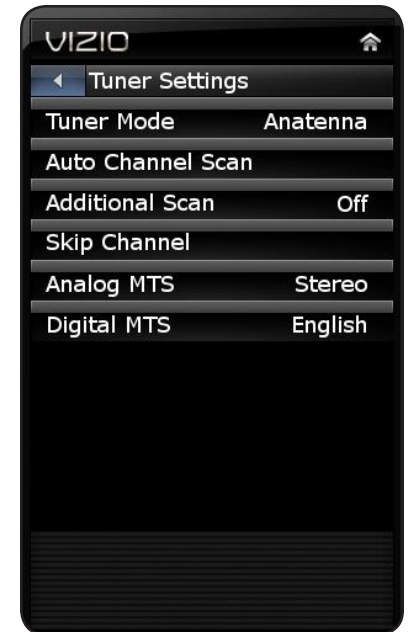 VIZIO
Tuner Settings
Tuner Mode Anatenna
Auto Channel Scan
Additional Scan Off
Skip Channel
Analog MTS Stereo
Digital MTS English